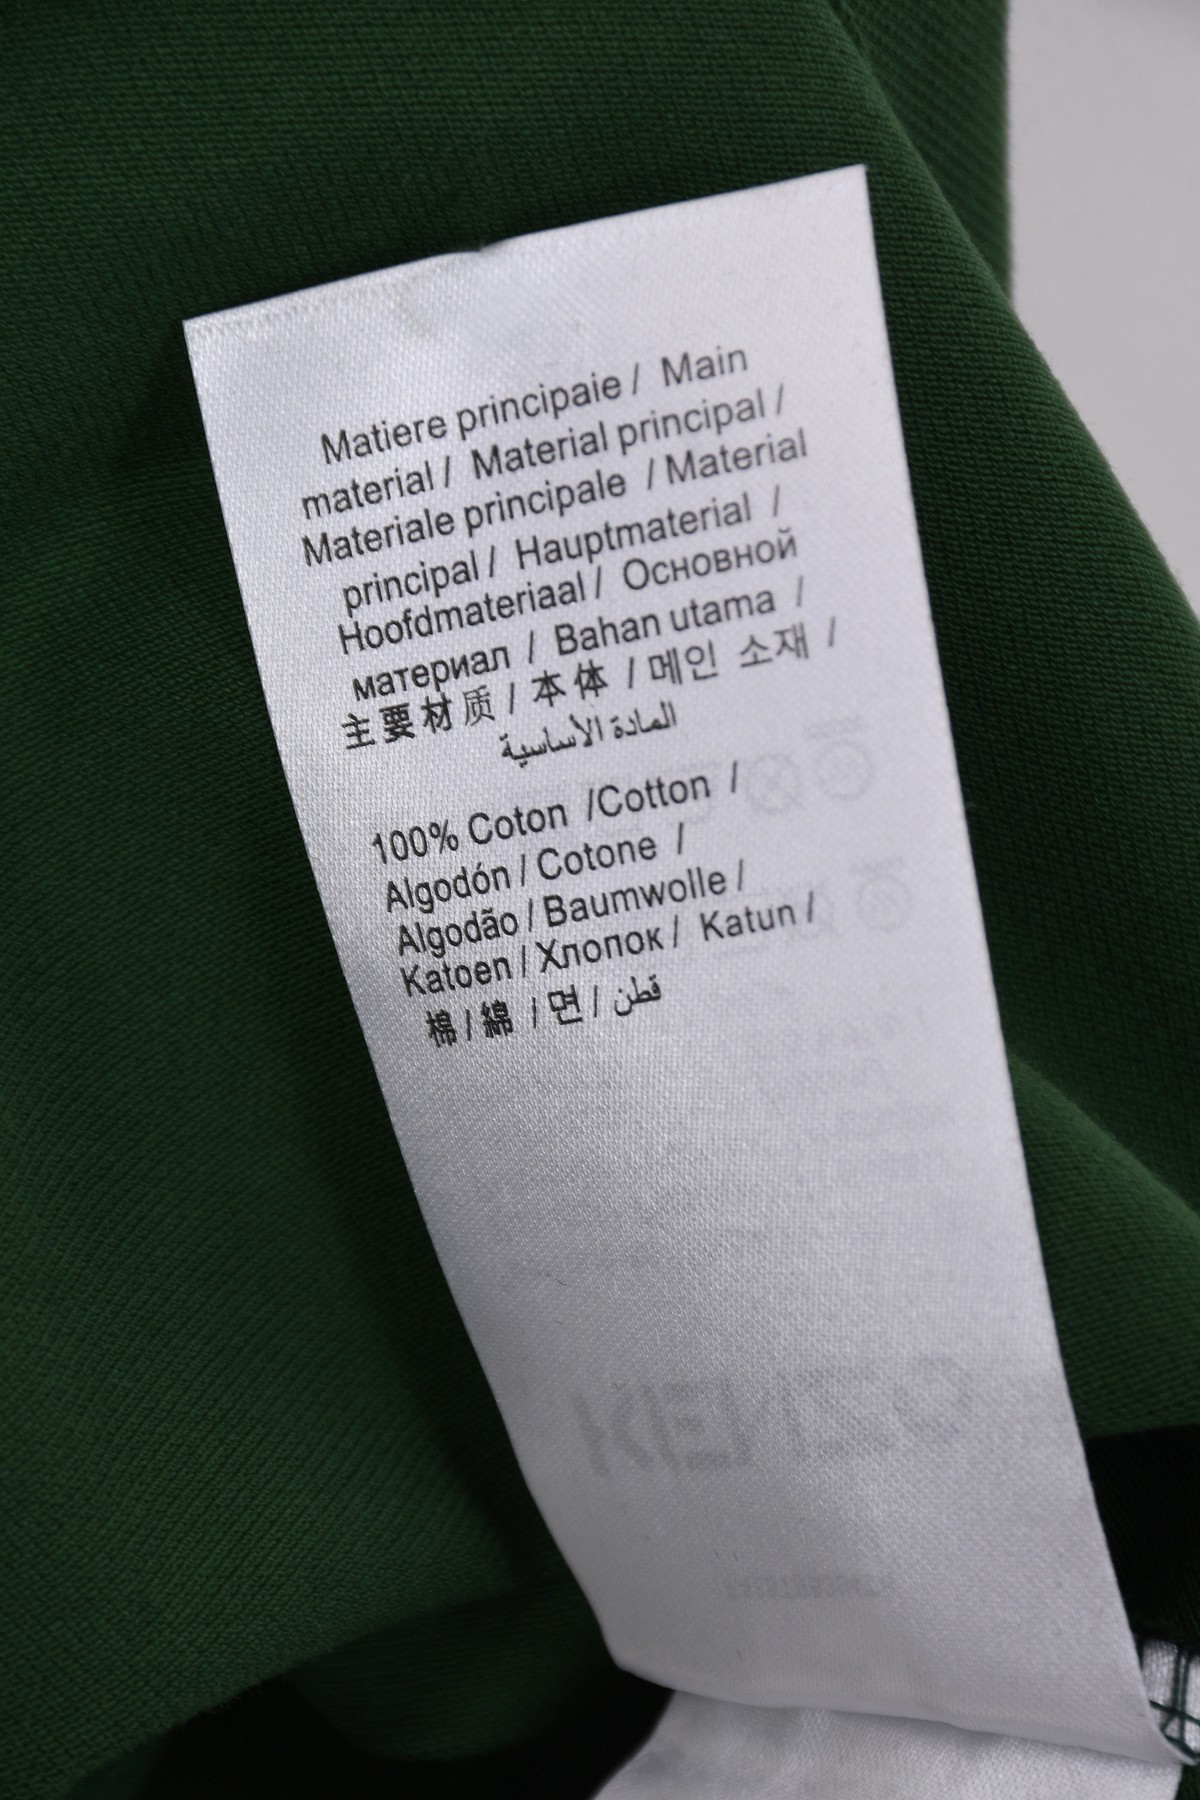 Matiere principaie / Main
material / Material principal /
Materiale principale / Material
principal / Hauptmaterial /
Hoofdmateriaal / Основной
материал / Bahan utama /
主要材质 / 本体 / 메인 소재 /
المادة الأساسية
100% Coton /Cotton /
Algodón / Cotone /
Algodão / Baumwolle /
Katoen / Хлопок / Katun /
棉 / 綿 / 면 / قطن
KENZO